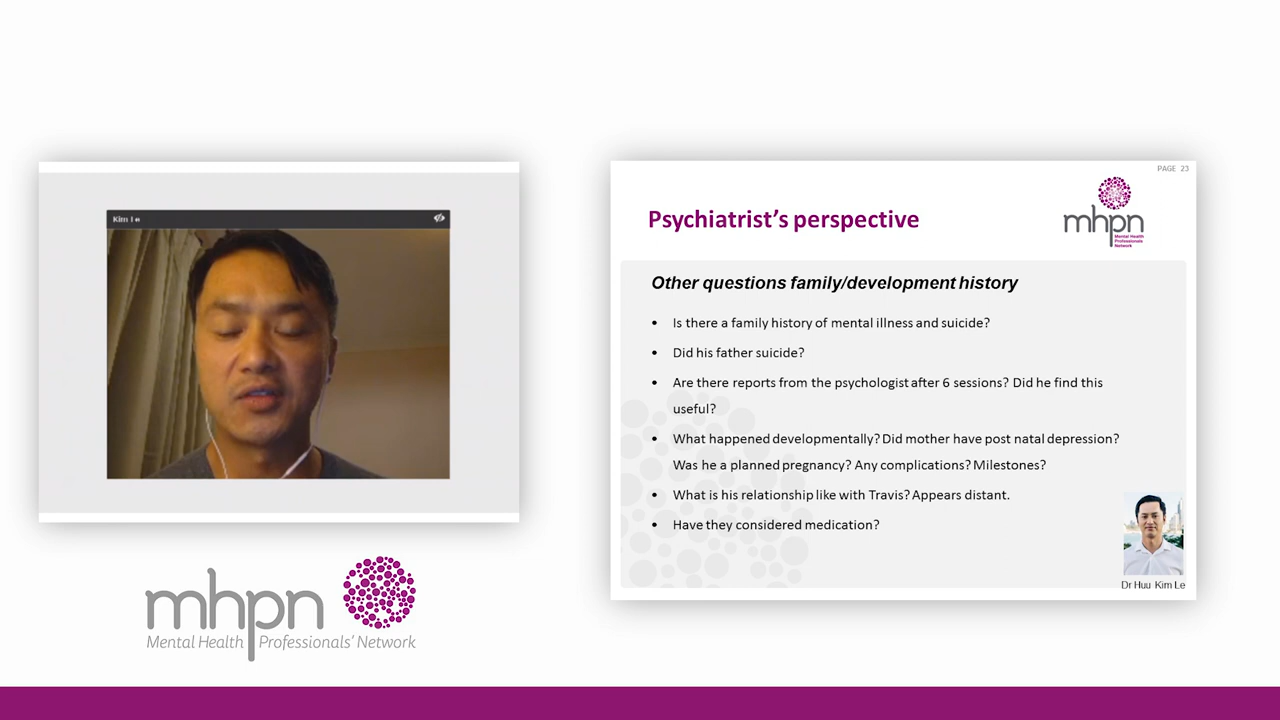 Kim Le
mhpn
Mental Health Professionals' Network
PAGE 23
Psychiatrist's perspective
mhpn
Mental Health
Professionals
Network
Other questions family/development history
• Is there a family history of mental illness and suicide?
• Did his father suicide?
• Are there reports from the psychologist after 6 sessions? Did he find this
useful?
• What happened developmentally? Did mother have post natal depression?
Was he a planned pregnancy? Any complications? Milestones?
• What is his relationship like with Travis? Appears distant.
• Have they considered medication?
Dr Huu Kim Le